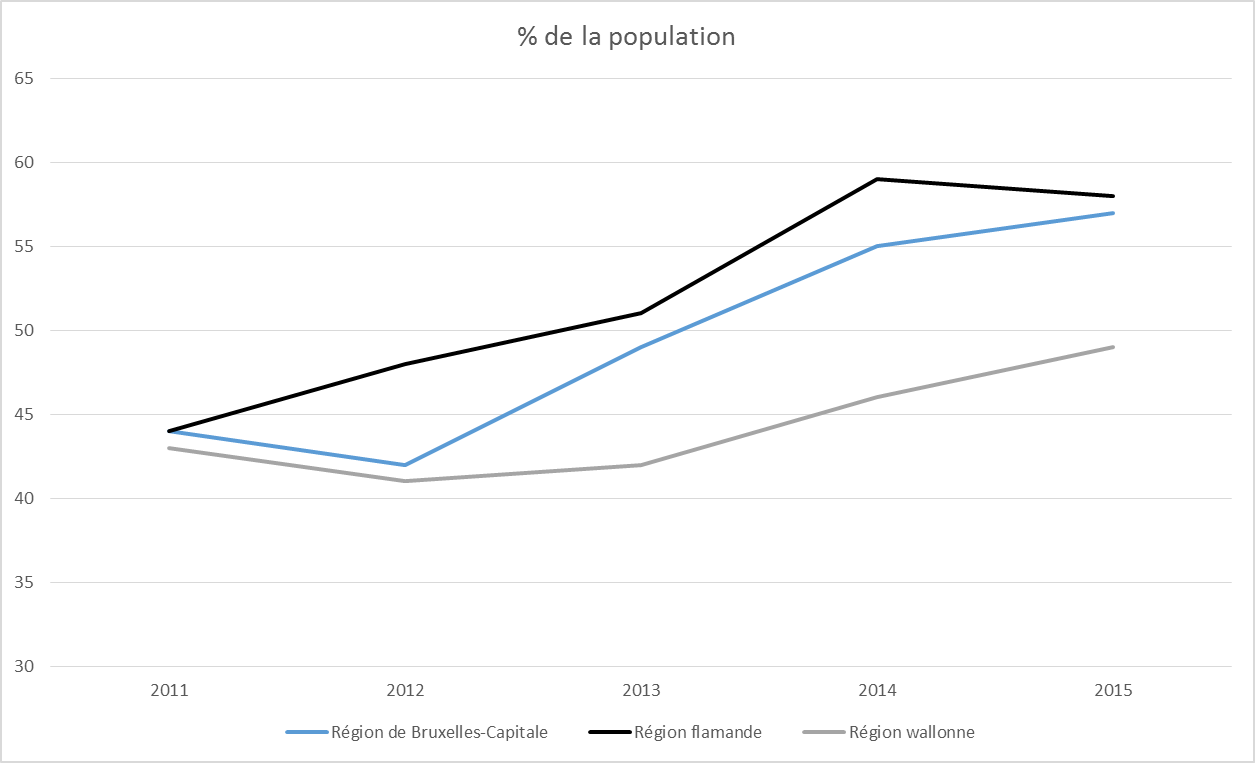 % de la population
65
60
55
50
45
40
35
30
2011 2012 2013 2014 2015
Région de Bruxelles-Capitale Région flamande Région wallonne